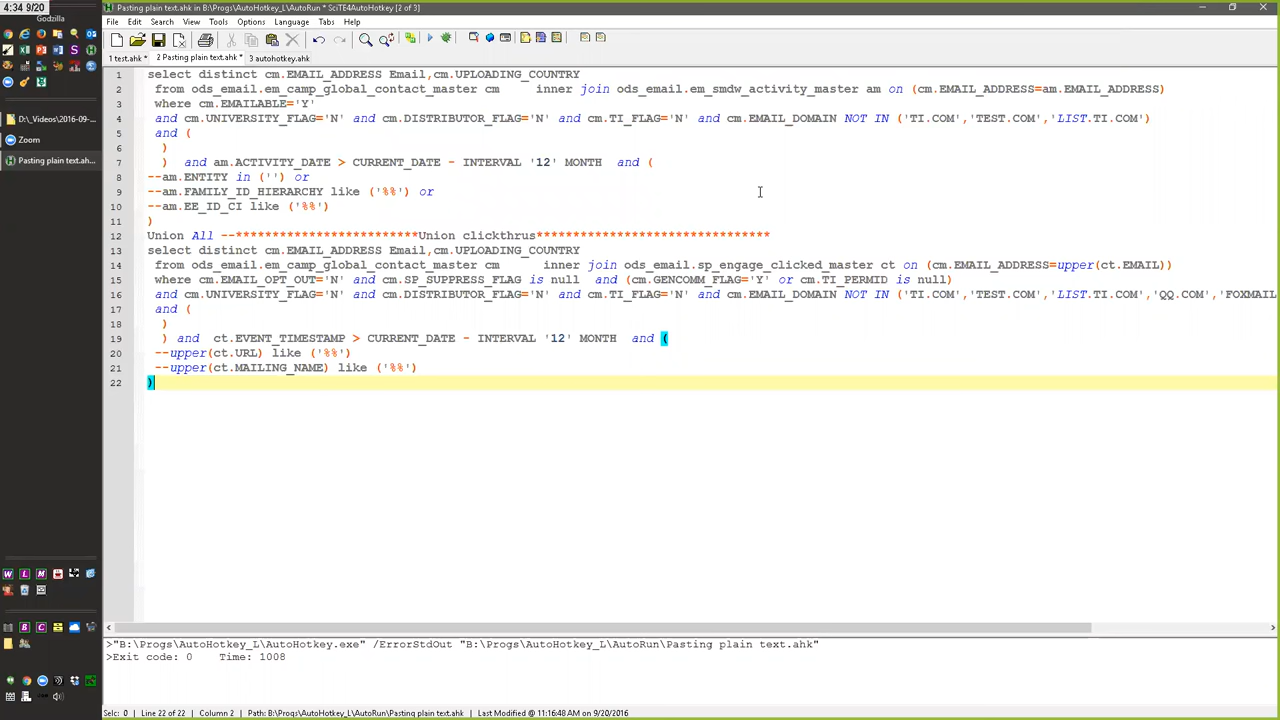 4:34 9/20
Godzilla
D:\_Videos\2016-09-...
Zoom
Pasting plain text.ah...
Pasting plain text.ahk in B:\Progs\AutoHotkey_L\AutoRun * SciTE4AutoHotkey [2 of 3]
File Edit Search View Tools Options Language Tabs Help
1 test.ahk * 2 Pasting plain text.ahk * 3 autohotkey.ahk
1 select distinct cm.EMAIL_ADDRESS Email,cm.UPLOADING_COUNTRY
2 from ods_email.em_camp_global_contact_master cm inner join ods_email.em_smdw_activity_master am on (cm.EMAIL_ADDRESS=am.EMAIL_ADDRESS)
3 where cm.EMAILABLE='Y'
4 and cm.UNIVERSITY_FLAG='N' and cm.DISTRIBUTOR_FLAG='N' and cm.TI_FLAG='N' and cm.EMAIL_DOMAIN NOT IN ('TI.COM','TEST.COM','LIST.TI.COM')
5 and (
6 )
7 ) and am.ACTIVITY_DATE > CURRENT_DATE - INTERVAL '12' MONTH and (
8 --am.ENTITY in ('') or
9 --am.FAMILY_ID_HIERARCHY like ('%%') or
10 --am.EE_ID_CI like ('%%')
11 )
12 Union All --*************************Union clickthrus********************************
13 select distinct cm.EMAIL_ADDRESS Email,cm.UPLOADING_COUNTRY
14 from ods_email.em_camp_global_contact_master cm inner join ods_email.sp_engage_clicked_master ct on (cm.EMAIL_ADDRESS=upper(ct.EMAIL))
15 where cm.EMAIL_OPT_OUT='N' and cm.SP_SUPPRESS_FLAG is null and (cm.GENCOMM_FLAG='Y' or cm.TI_PERMID is null)
16 and cm.UNIVERSITY_FLAG='N' and cm.DISTRIBUTOR_FLAG='N' and cm.TI_FLAG='N' and cm.EMAIL_DOMAIN NOT IN ('TI.COM','TEST.COM','LIST.TI.COM','QQ.COM','FOXMAIL
17 and (
18 )
19 ) and ct.EVENT_TIMESTAMP > CURRENT_DATE - INTERVAL '12' MONTH and (
20 --upper(ct.URL) like ('%%')
21 --upper(ct.MAILING_NAME) like ('%%')
22 )
>"B:\Progs\AutoHotkey_L\AutoHotkey.exe" /ErrorStdOut "B:\Progs\AutoHotkey_L\AutoRun\Pasting plain text.ahk"
>Exit code: 0 Time: 1008
Selc: 0 | Line 22 of 22 | Column 2 | Path: B:\Progs\AutoHotkey_L\AutoRun\Pasting plain text.ahk | Last Modified @ 11:16:48 AM on 9/20/2016